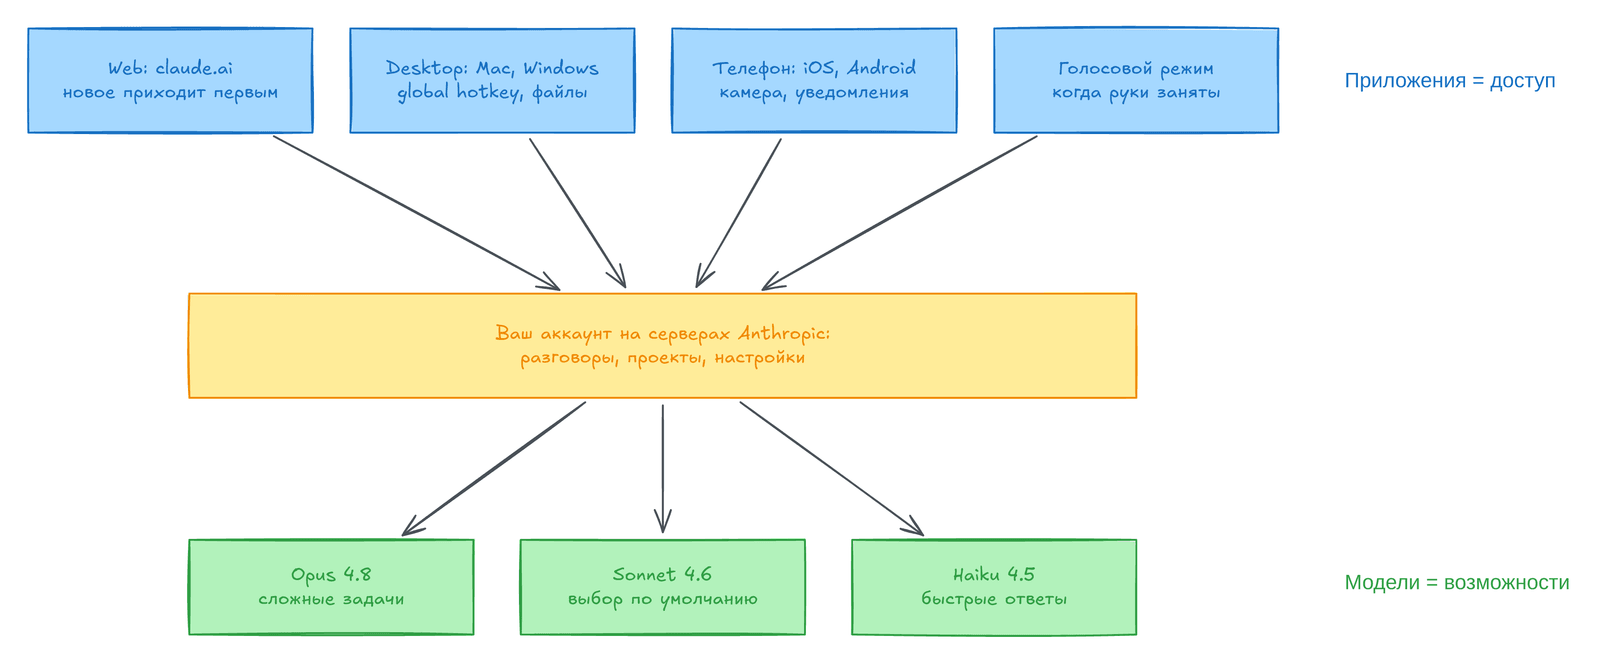 Web: claude.ai
новое приходит первым
Desktop: Mac, Windows
global hotkey, файлы
Телефон: iOS, Android
камера, уведомления
Голосовой режим
когда руки заняты
Приложения = доступ
Ваш аккаунт на серверах Anthropic:
разговоры, проекты, настройки
Opus 4.8
сложные задачи
Sonnet 4.6
выбор по умолчанию
Haiku 4.5
быстрые ответы
Модели = возможности